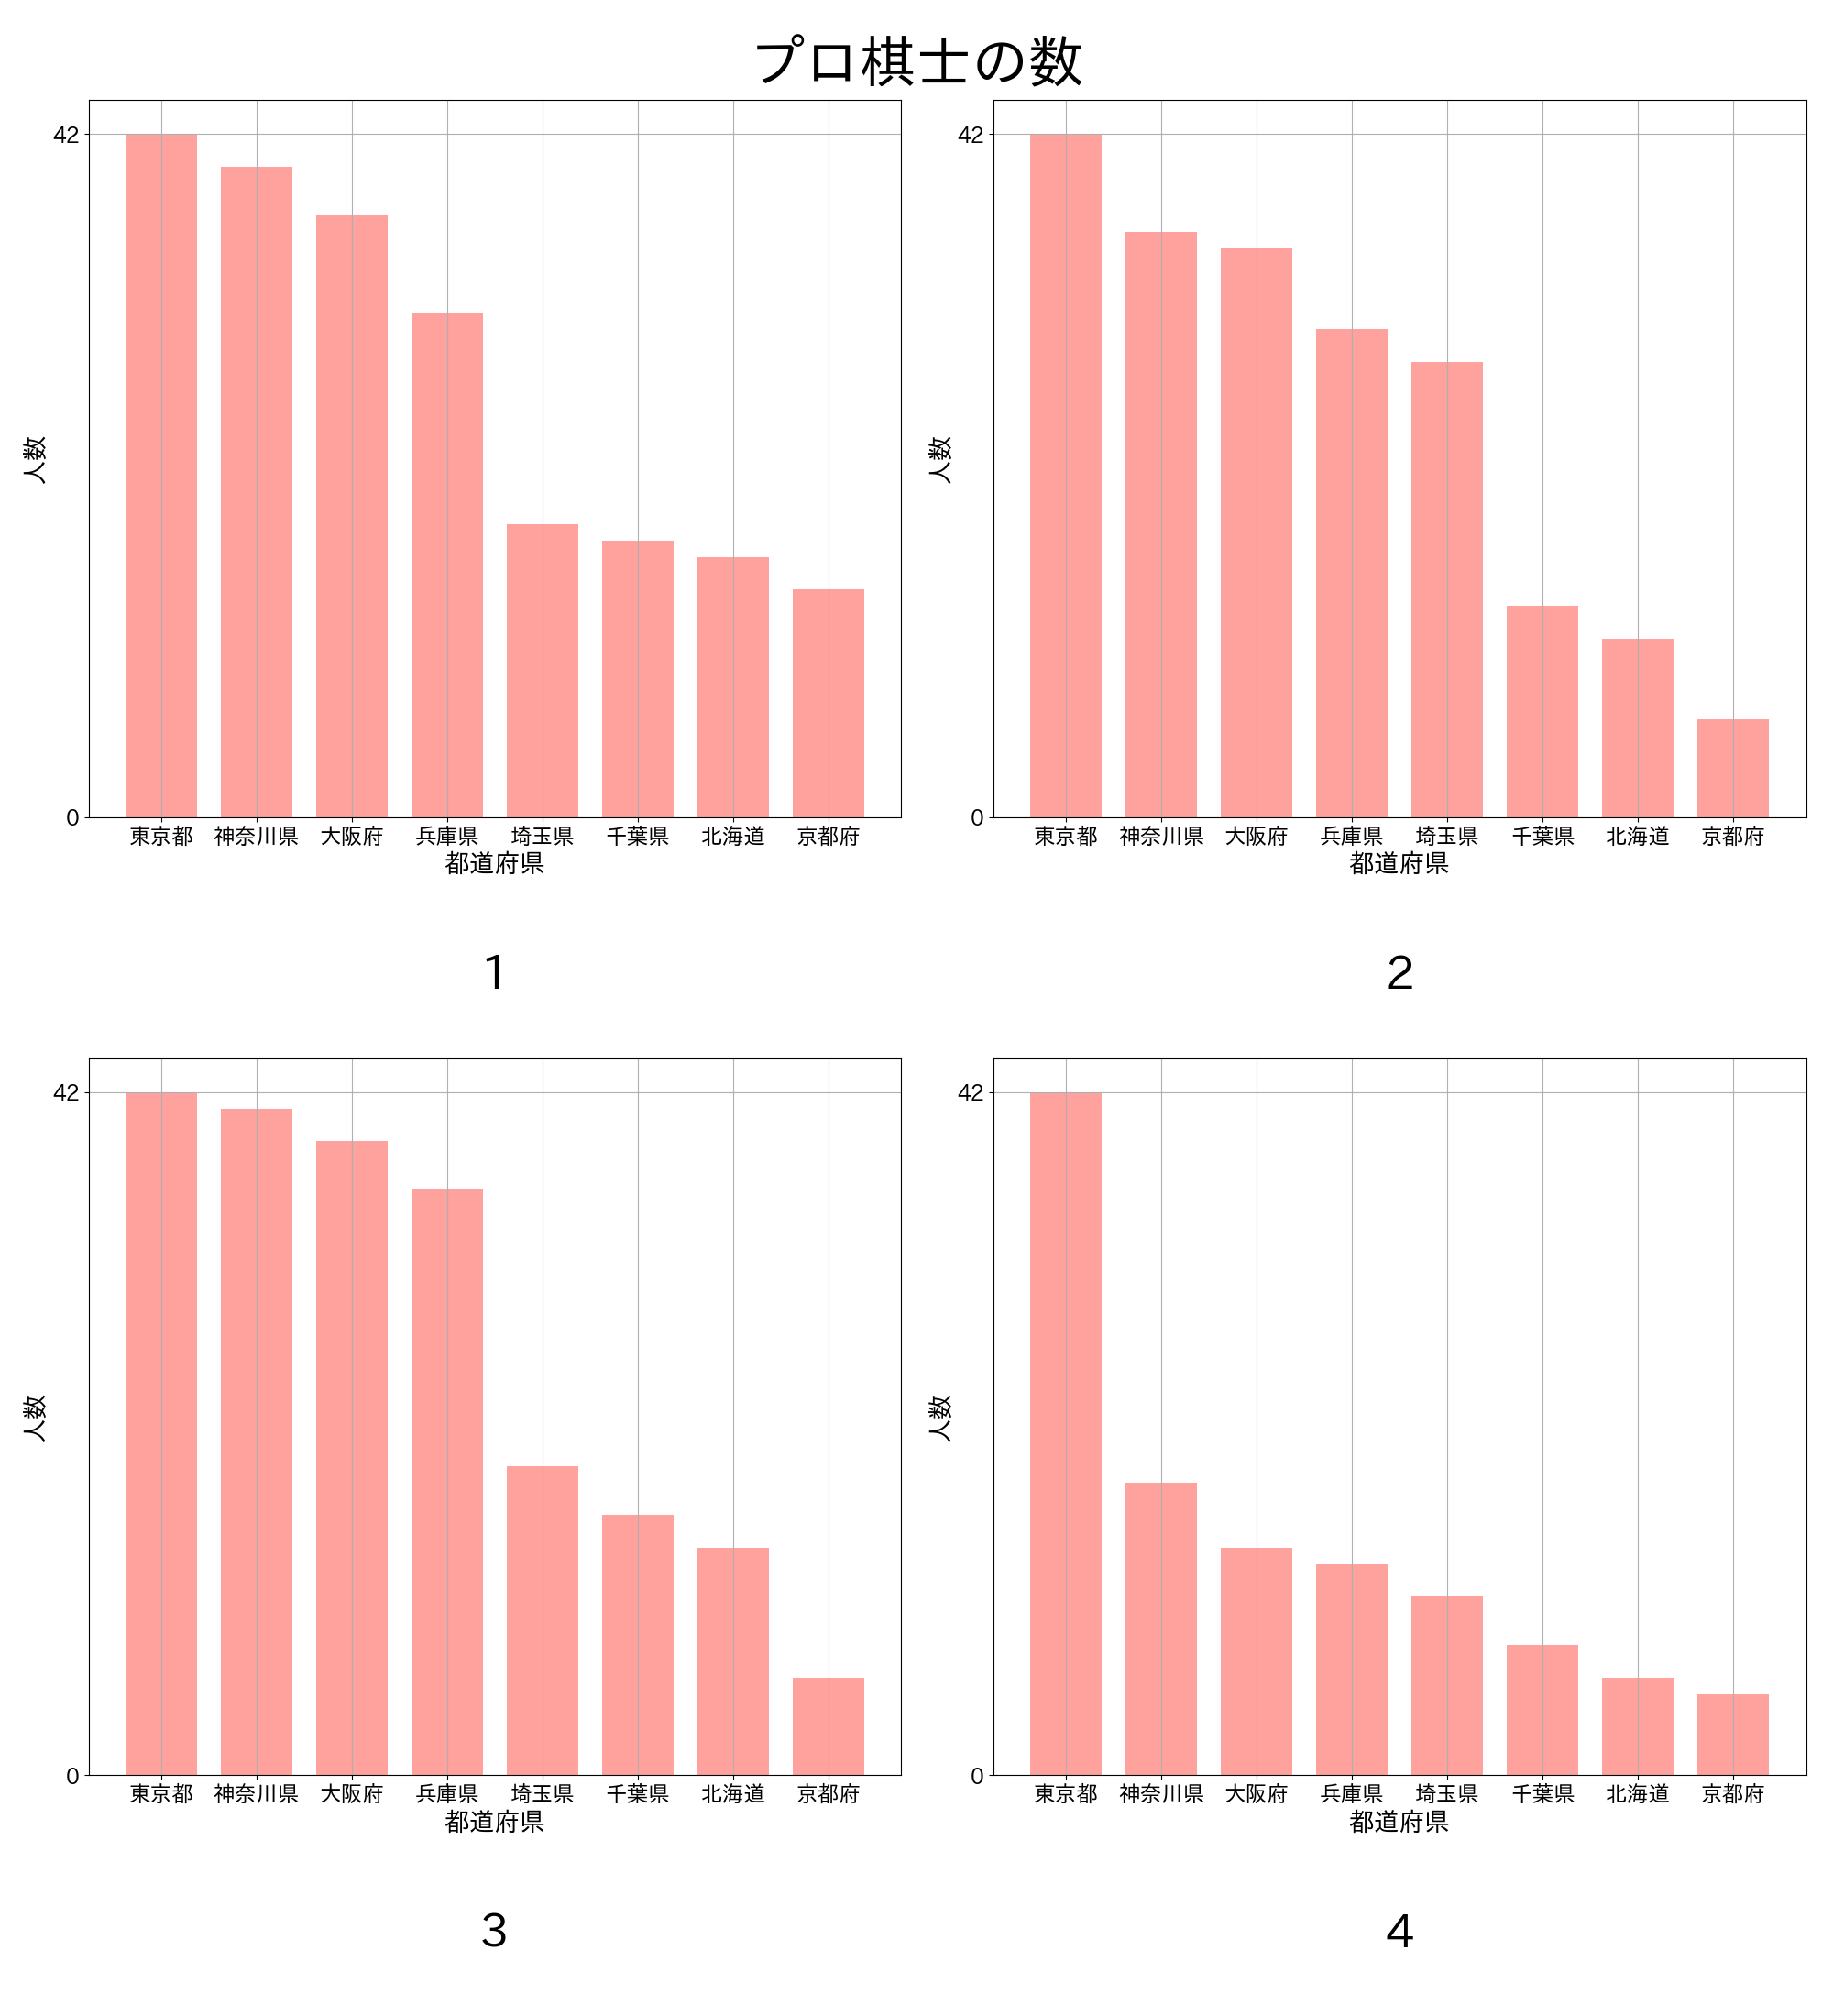 プロ棋士の数
42
0
人数
東京都 神奈川県 大阪府 兵庫県 埼玉県 千葉県 北海道 京都府
都道府県
1
42
0
人数
東京都 神奈川県 大阪府 兵庫県 埼玉県 千葉県 北海道 京都府
都道府県
2
42
0
人数
東京都 神奈川県 大阪府 兵庫県 埼玉県 千葉県 北海道 京都府
都道府県
3
42
0
人数
東京都 神奈川県 大阪府 兵庫県 埼玉県 千葉県 北海道 京都府
都道府県
4